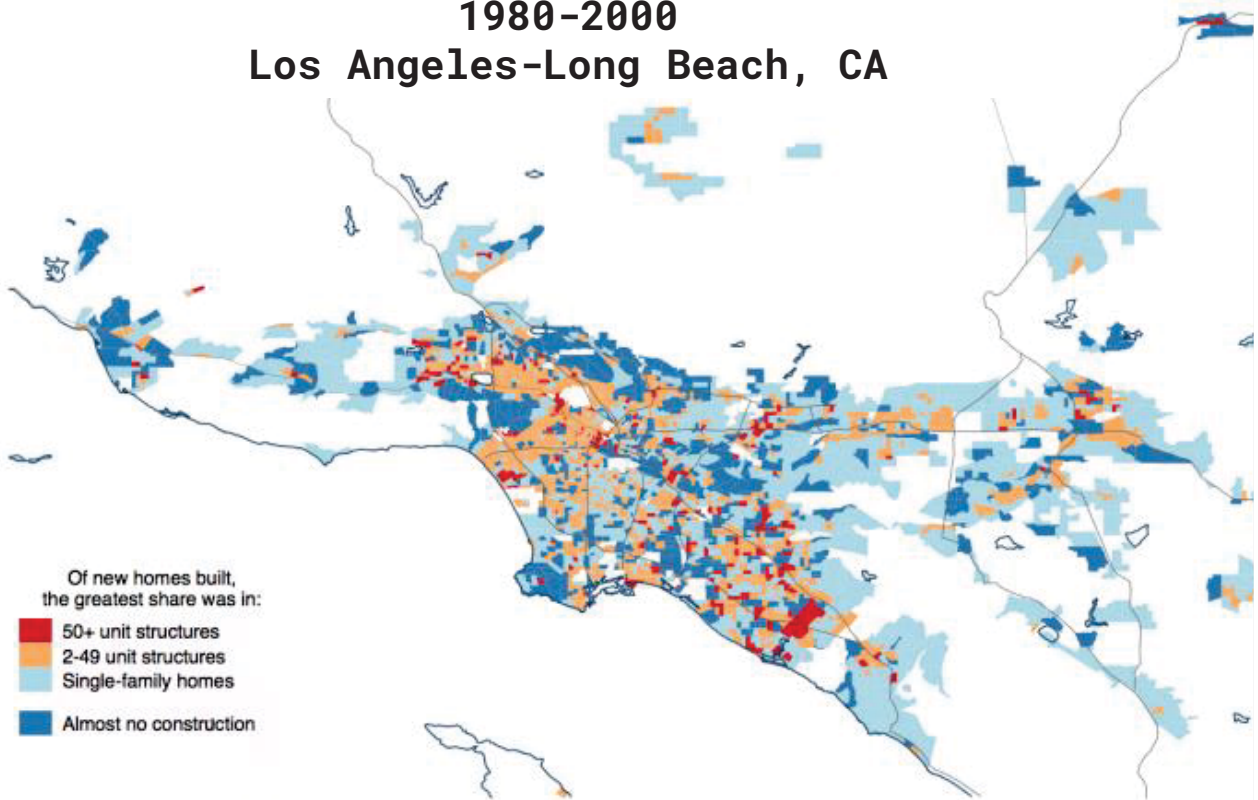 1980-2000
Los Angeles-Long Beach, CA
Of new homes built,
the greatest share was in:
50+ unit structures
2-49 unit structures
Single-family homes
Almost no construction